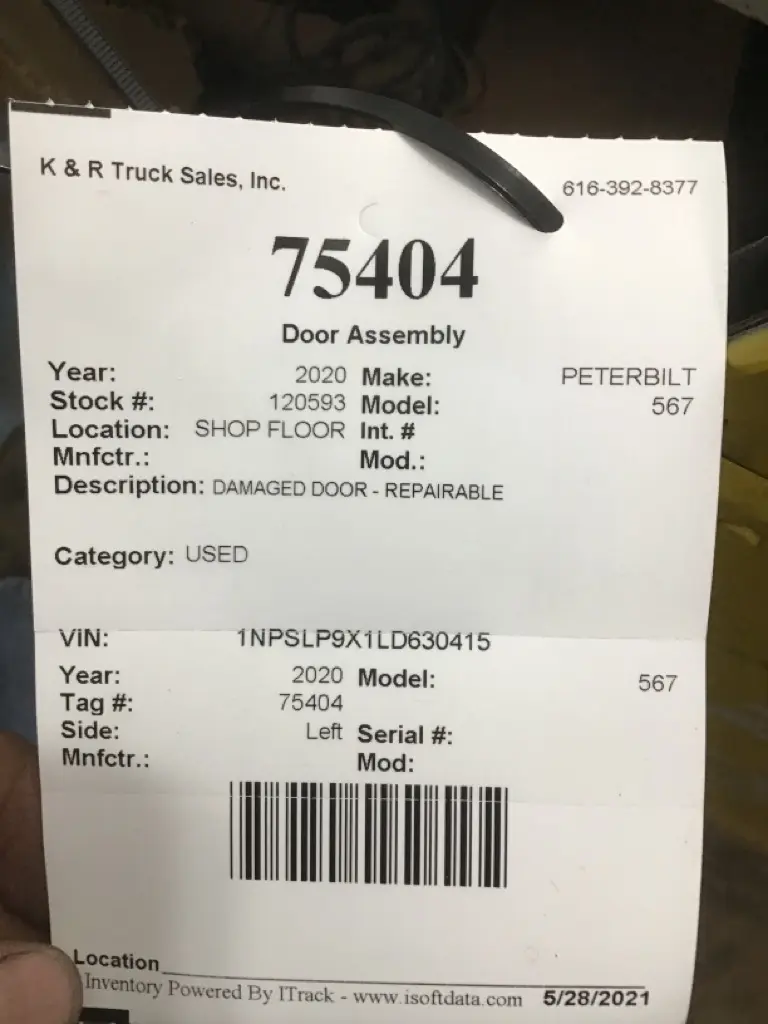 K & R Truck Sales, Inc. 616-392-8377
75404
Door Assembly
Year: 2020 Make: PETERBILT
Stock #: 120593 Model: 567
Location: SHOP FLOOR Int. #
Mnfctr.: Mod.:
Description: DAMAGED DOOR - REPAIRABLE
Category: USED
VIN: 1NPSLP9X1LD630415
Year: 2020 Model: 567
Tag #: 75404
Side: Left Serial #:
Mnfctr.: Mod:
Location
Inventory Powered By ITrack - www.isoftdata.com 5/28/2021